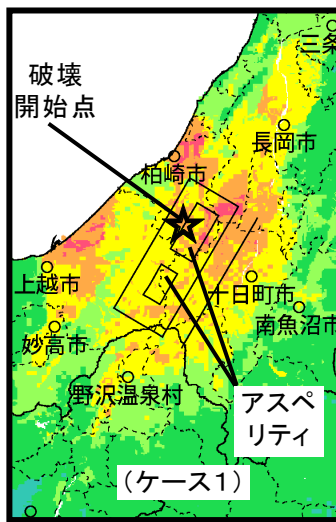 三条
破壊
開始点
長岡市
柏崎市
上越市
十日町市
南魚沼市
妙高市
野沢温泉村
アスペ
リティ
（ケース1）